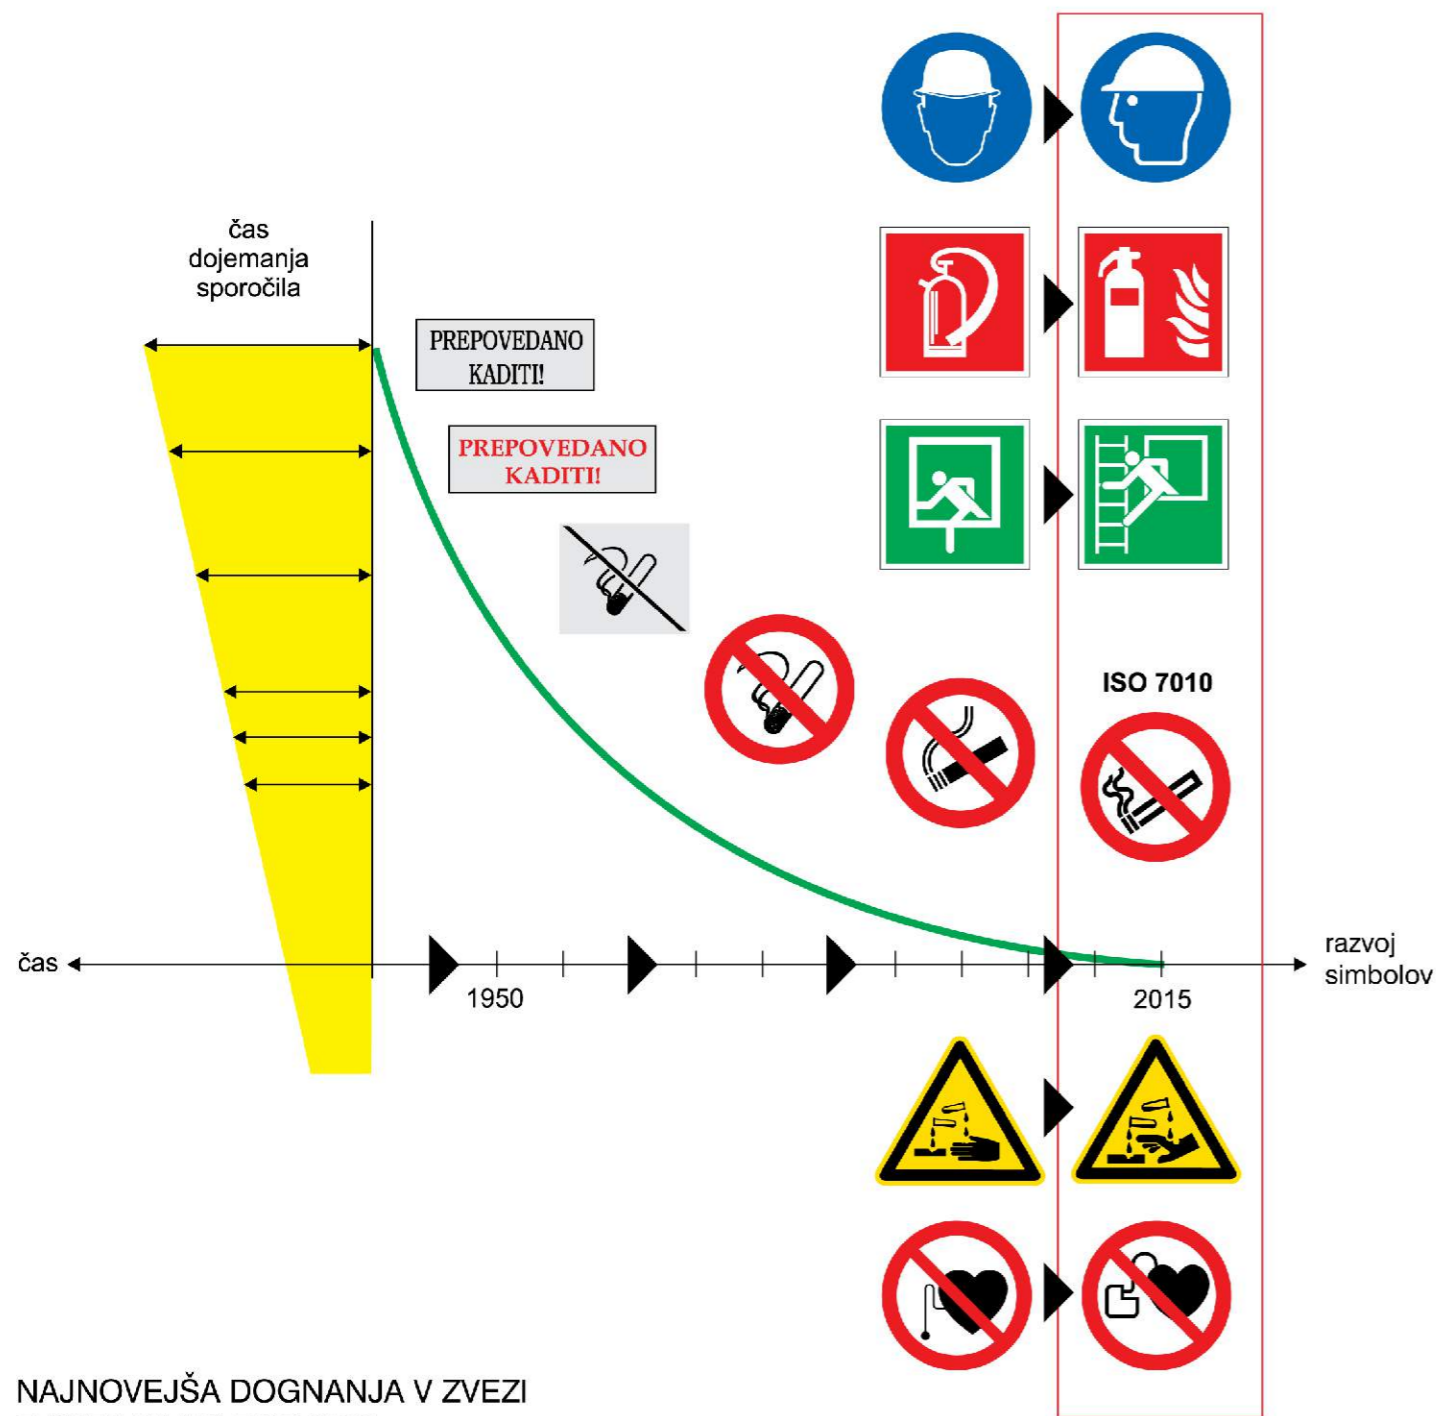 čas
dojemanja
sporočila
PREPOVEDANO
KADITI!
PREPOVEDANO
KADITI!
ISO 7010
čas
razvoj
simbolov
1950
2015
NAJNOVEJŠA DOGNANJA V ZVEZI